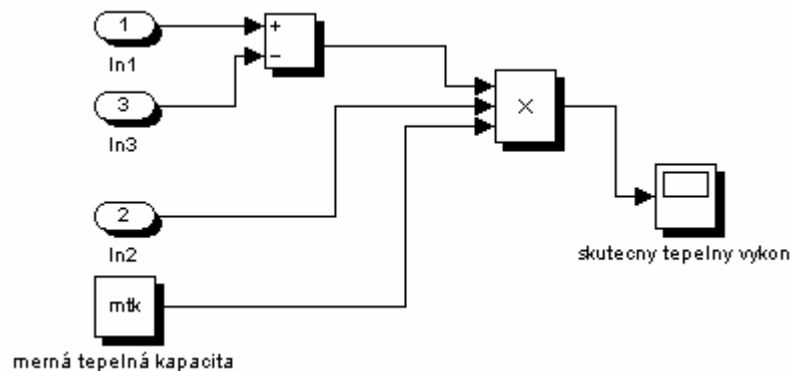 1
In1
+
−
3
In3
×
2
In2
skutecny tepelny vykon
mtk
merná tepelná kapacita